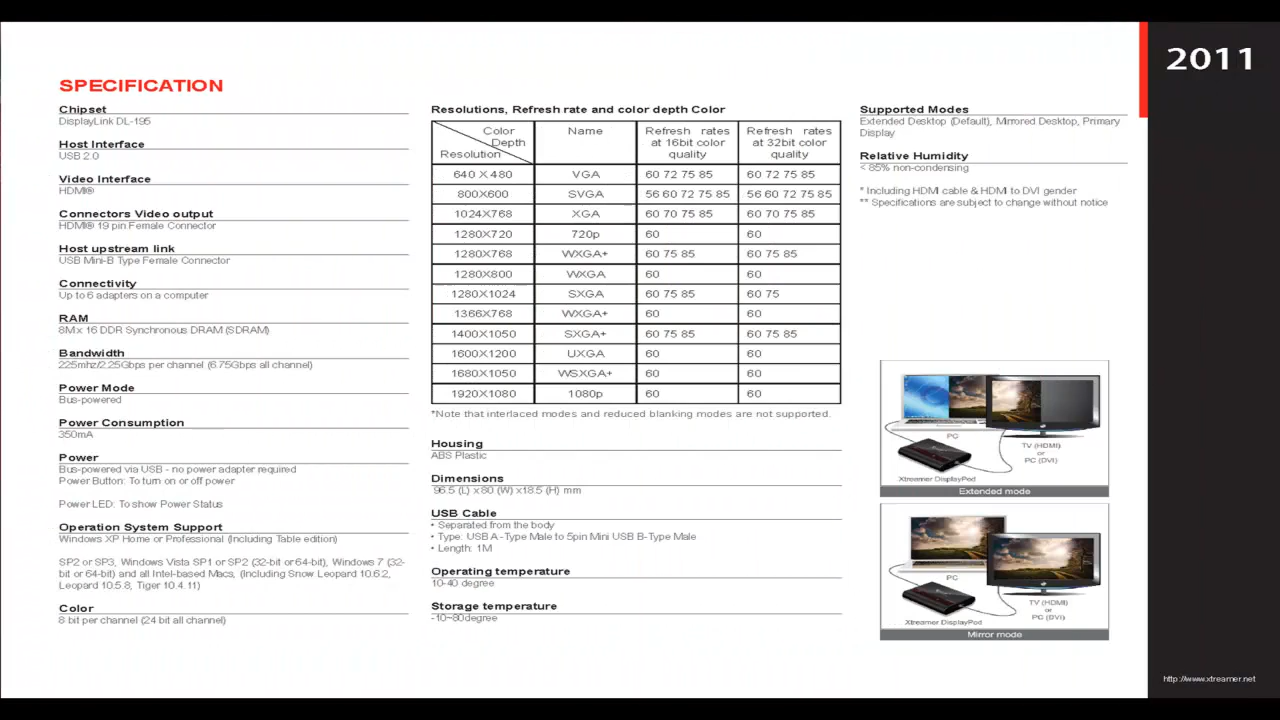 2011
SPECIFICATION
Chipset
DisplayLink DL-195
Host Interface
USB 2.0
Video Interface
HDMI®
Connectors Video output
HDMI® 19 pin Female Connector
Host upstream link
USB Mini-B Type Female Connector
Connectivity
Up to 6 adapters on a computer
RAM
8M x 16 DDR Synchronous DRAM (SDRAM)
Bandwidth
225mhz/2.25Gbps per channel (6.75Gbps all channel)
Power Mode
Bus-powered
Power Consumption
350mA
Power
Bus-powered via USB - no power adapter required
Power Button: To turn on or off power
Power LED: To show Power Status
Operation System Support
Windows XP Home or Professional (Including Table edition)
SP2 or SP3, Windows Vista SP1 or SP2 (32-bit or 64-bit), Windows 7 (32-
bit or 64-bit) and all Intel-based Macs, (Including Snow Leopard 10.6.2,
Leopard 10.5.8, Tiger 10.4.11)
Color
8 bit per channel (24 bit all channel)
Resolutions, Refresh rate and color depth Color
Color Depth Resolution Name Refresh rates at 16bit color quality Refresh rates at 32bit color quality
640 X 480 VGA 60 72 75 85 60 72 75 85
800X600 SVGA 56 60 72 75 85 56 60 72 75 85
1024X768 XGA 60 70 75 85 60 70 75 85
1280X720 720p 60 60
1280X768 WXGA+ 60 75 85 60 75 85
1280X800 WXGA 60 60
1280X1024 SXGA 60 75 85 60 75
1366X768 WXGA+ 60 60
1400X1050 SXGA+ 60 75 85 60 75 85
1600X1200 UXGA 60 60
1680X1050 WSXGA+ 60 60
1920X1080 1080p 60 60
*Note that interlaced modes and reduced blanking modes are not supported.
Housing
ABS Plastic
Dimensions
96.5 (L) x 80 (W) x18.5 (H) mm
USB Cable
• Separated from the body
• Type: USB A -Type Male to 5pin Mini USB B-Type Male
• Length: 1M
Operating temperature
10-40 degree
Storage temperature
-10~80degree
Supported Modes
Extended Desktop (Default), Mirrored Desktop, Primary
Display
Relative Humidity
< 85% non-condensing
* Including HDMI cable & HDMI to DVI gender
** Specifications are subject to change without notice
PC
TV (HDMI)
or
PC (DVI)
Xtreamer DisplayPod
Extended mode
PC
TV (HDMI)
or
PC (DVI)
Xtreamer DisplayPod
Mirror mode
http://www.xtreamer.net